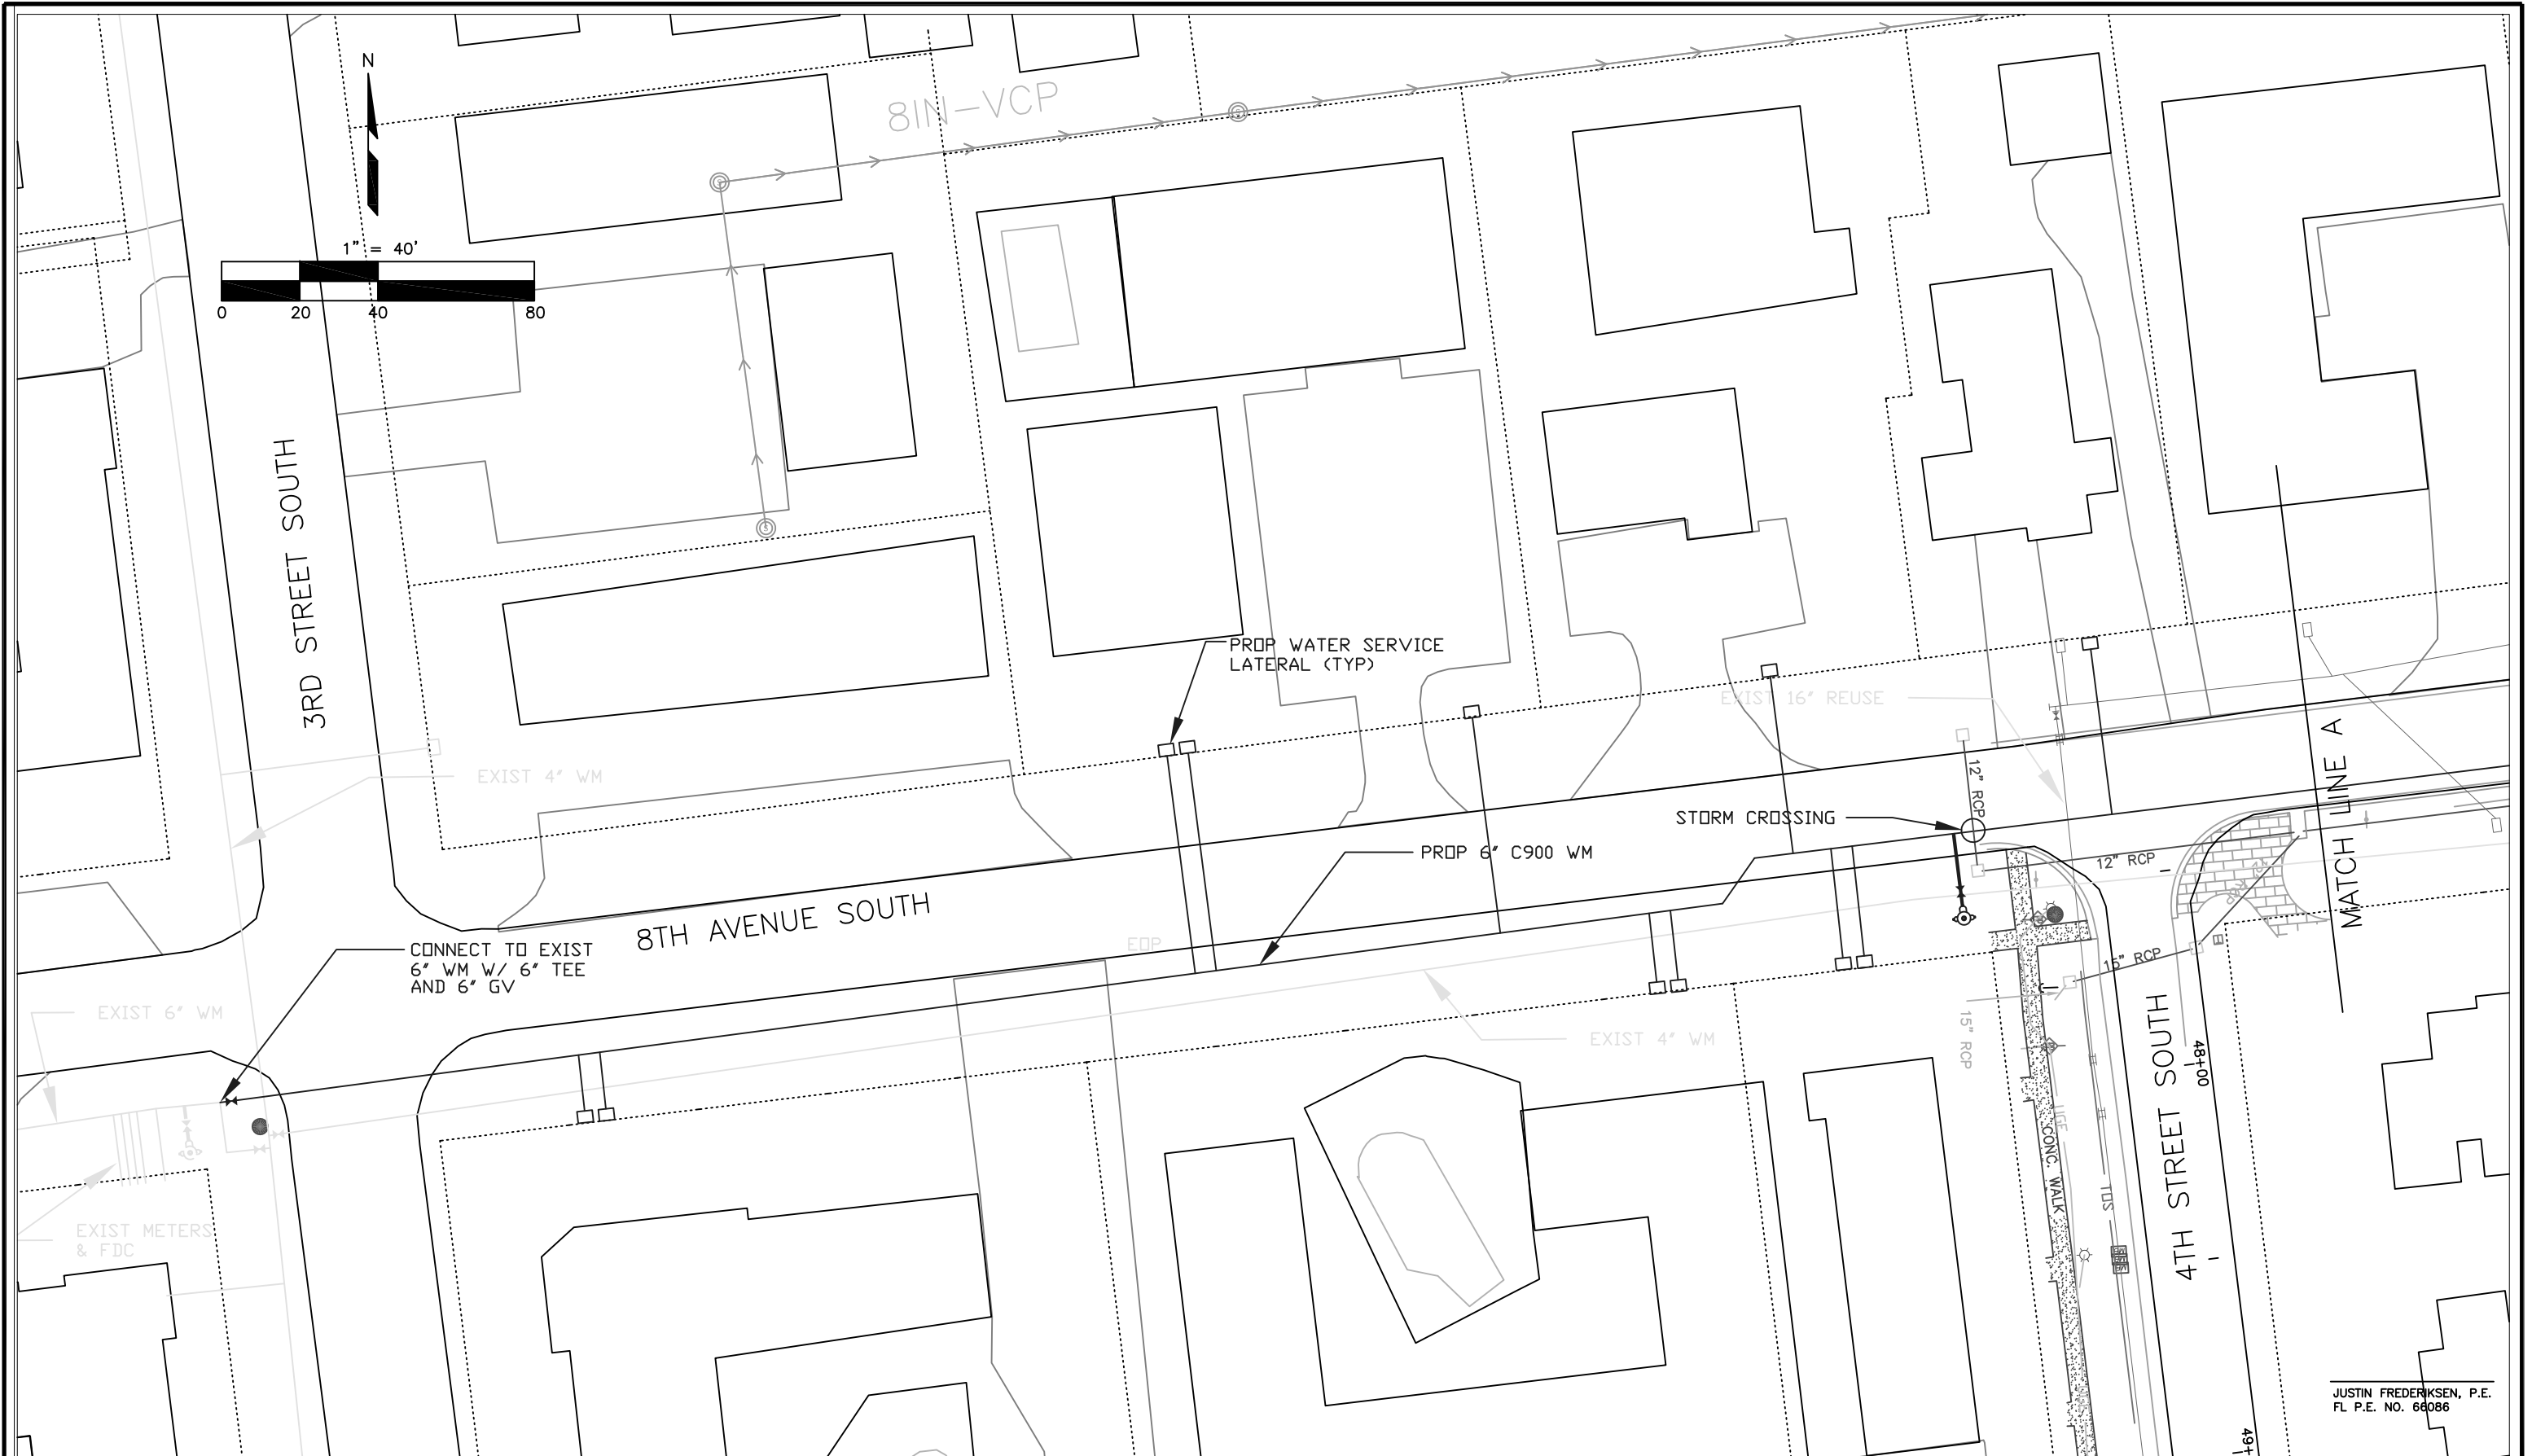 8IN-VCP
N
1" = 40'
0 20 40 80
3RD STREET SOUTH
PROP WATER SERVICE
LATERAL (TYP)
EXIST 16" REUSE
EXIST 4" WM
12" RCP
STORM CROSSING
PROP 6" C900 WM
MATCH LINE A
12" RCP
8TH AVENUE SOUTH
EOP
CONNECT TO EXIST
6" WM W/ 6" TEE
AND 6" GV
15" RCP
EXIST 6" WM
EXIST 4" WM
15" RCP
48+00
4TH STREET SOUTH
UGF
CONC. WALK
TOS
EXIST METERS
& FDC
JUSTIN FREDERIKSEN, P.E.
FL P.E. NO. 66086
49+